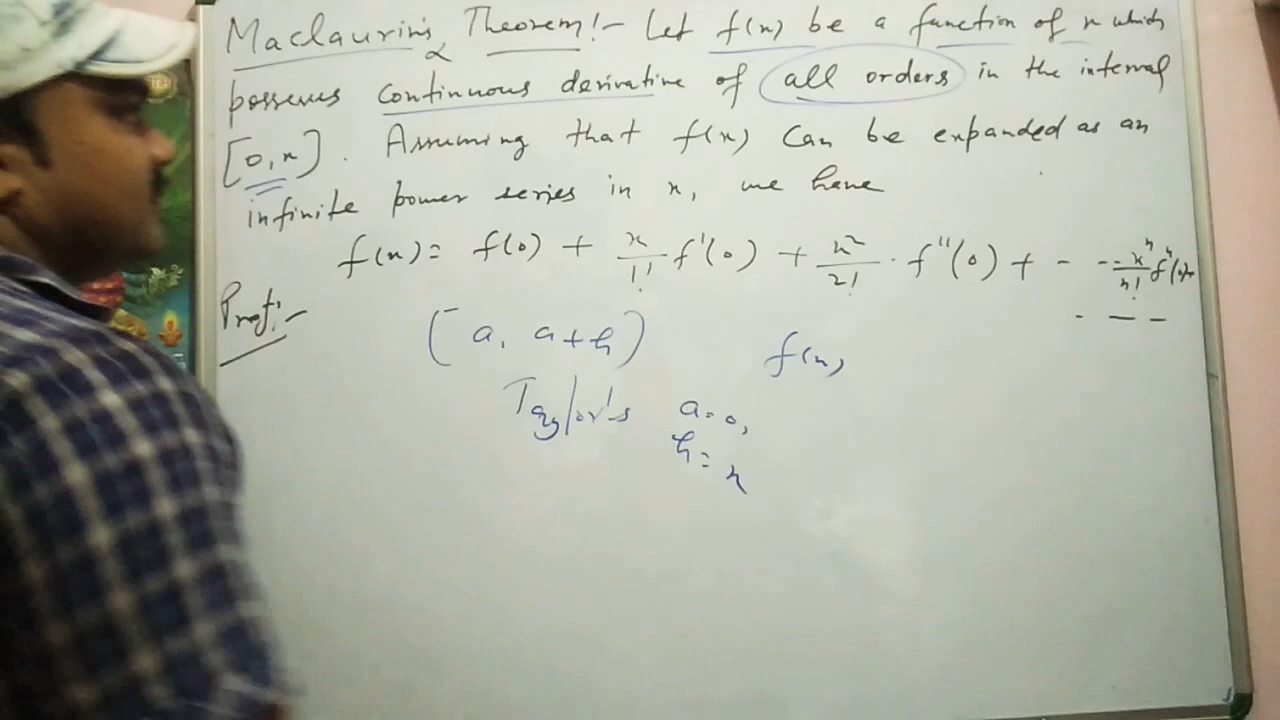 Maclaurin's Theorem!- Let f(x) be a function of x which
possesses continuous derivative of all orders in the interval
[0, x]. Assuming that f(x) can be expanded as an
infinite power series in x, we have
f(x) = f(0) + x/1! f'(0) + x²/2! · f''(0) + - - - xⁿ/n! fⁿ(0)+
- — —
Proof:-
[a, a+h) f(x)
Taylor's a=0,
h=x